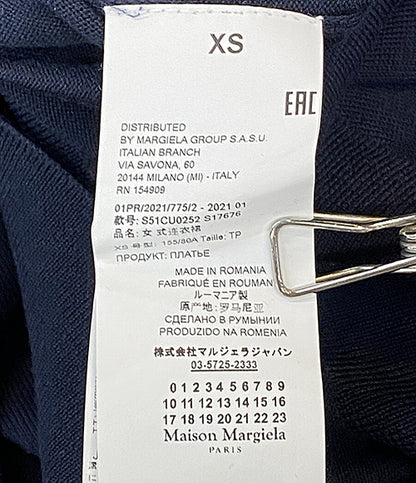 XS
EAC
DISTRIBUTED
BY MARGIELA GROUP S.A.S.U.
ITALIAN BRANCH
VIA SAVONA, 60
20144 MILANO (MI) - ITALY
RN 154909
01PR/2021/775/2 - 2021 01
款号: S51CU0252 S17676
品名: 女式连衣裙
XS 号型: 155/80A Taille: TP
ПРОДУКТ: ПЛАТЬЕ
MADE IN ROMANIA
FABRIQUÉ EN ROUMAN
ルーマニア製
原产地: 罗马尼亚
СДЕЛАНО В РУМЫНИИ
PRODUZIDO NA ROMENIA
株式会社マルジェラジャパン
03-5725-2333
0 1 2 3 4 5 6 7 8 9
10 11 12 13 14 15 16
17 18 19 20 21 22 23
Maison Margiela
PARIS